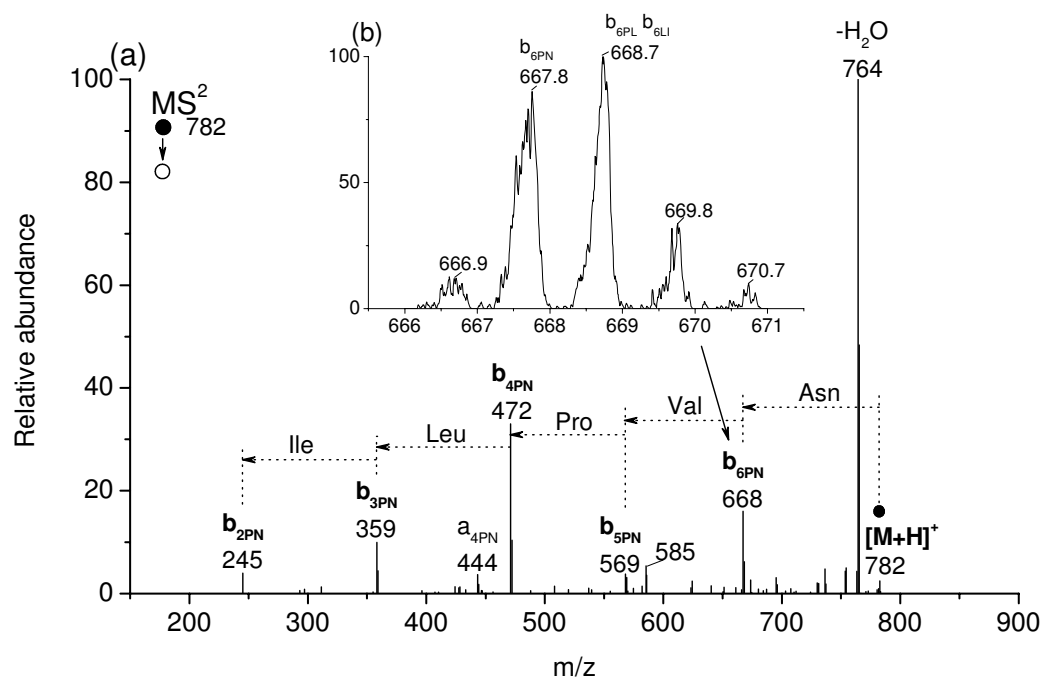 (a)
MS²
782
(b)
b₆PN
667.8
b₆PL b₆LI
668.7
666.9
669.8
670.7
100
50
0
666 667 668 669 670 671
-H₂O
764
Relative abundance
100
80
60
40
20
0
Ile
Leu
Pro
Val
Asn
b₂PN
245
b₃PN
359
a₄PN
444
b₄PN
472
b₅PN
569
585
b₆PN
668
[M+H]⁺
782
200 300 400 500 600 700 800 900
m/z